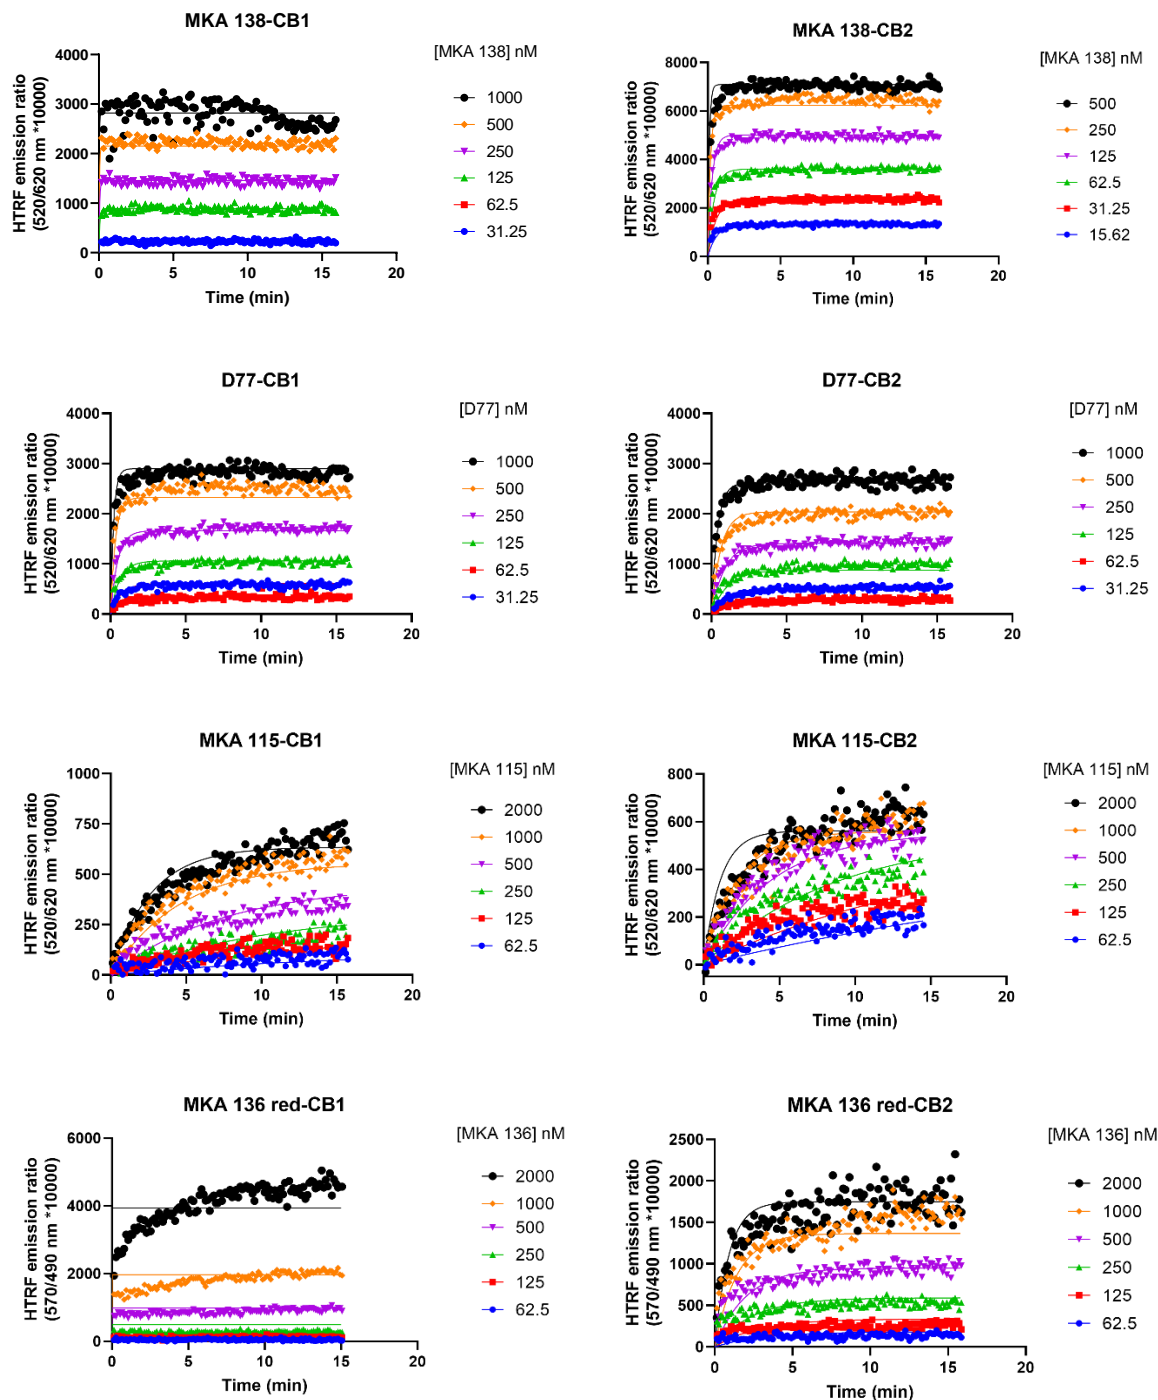 MKA 138-CB1
HTRF emission ratio
(520/620 nm *10000)
4000
3000
2000
1000
0
0 5 10 15 20
Time (min)
[MKA 138] nM
1000
500
250
125
62.5
31.25
MKA 138-CB2
HTRF emission ratio
(520/620 nm *10000)
8000
6000
4000
2000
0
0 5 10 15 20
Time (min)
[MKA 138] nM
500
250
125
62.5
31.25
15.62
D77-CB1
HTRF emission ratio
(520/620 nm *10000)
4000
3000
2000
1000
0
0 5 10 15 20
Time (min)
[D77] nM
1000
500
250
125
62.5
31.25
D77-CB2
HTRF emission ratio
(520/620 nm *10000)
4000
3000
2000
1000
0
0 5 10 15 20
Time (min)
[D77] nM
1000
500
250
125
62.5
31.25
MKA 115-CB1
HTRF emission ratio
(520/620 nm *10000)
1000
750
500
250
0
0 5 10 15 20
Time (min)
[MKA 115] nM
2000
1000
500
250
125
62.5
MKA 115-CB2
HTRF emission ratio
(520/620 nm *10000)
800
600
400
200
0
0 5 10 15 20
Time (min)
[MKA 115] nM
2000
1000
500
250
125
62.5
MKA 136 red-CB1
HTRF emission ratio
(570/490 nm *10000)
6000
4000
2000
0
0 5 10 15 20
Time (min)
[MKA 136] nM
2000
1000
500
250
125
62.5
MKA 136 red-CB2
HTRF emission ratio
(570/490 nm *10000)
2500
2000
1500
1000
500
0
0 5 10 15 20
Time (min)
[MKA 136] nM
2000
1000
500
250
125
62.5